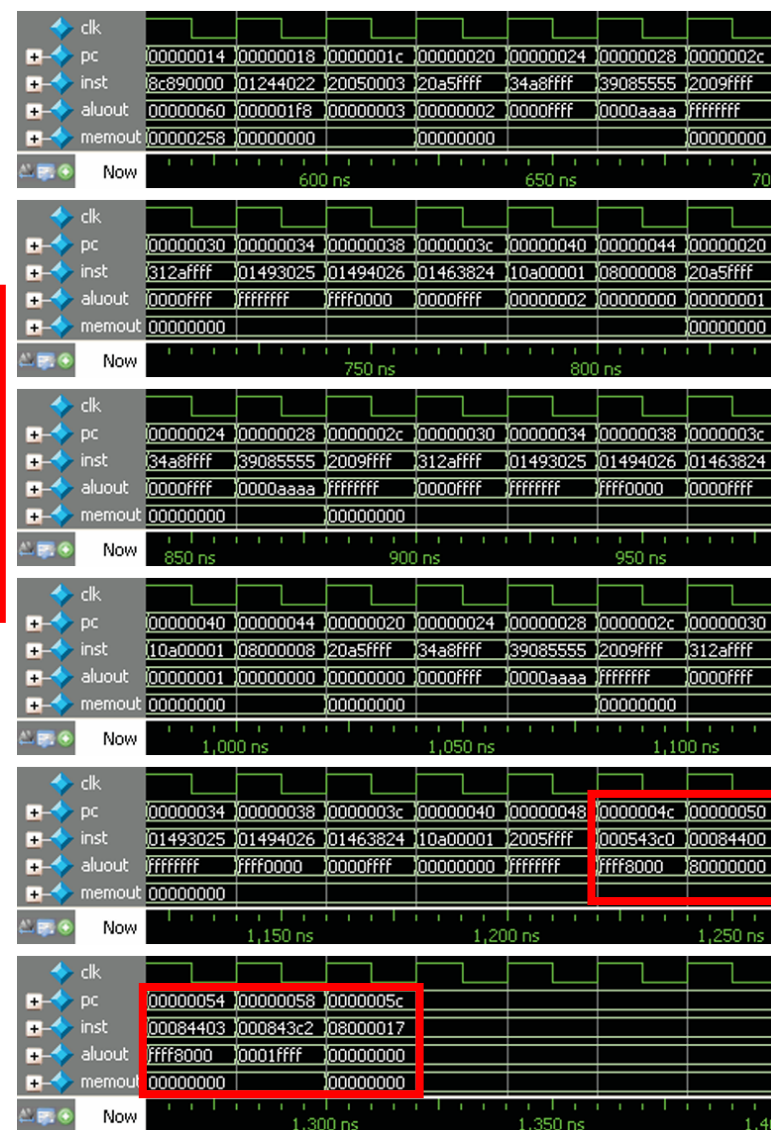 clk
pc 00000014 00000018 0000001c 00000020 00000024 00000028 0000002c
inst 8c890000 01244022 20050003 20a5ffff 34a8ffff 39085555 2009ffff
aluout 00000060 000001f8 00000003 00000002 0000ffff 0000aaaa ffffffff
memout 00000258 00000000 00000000 00000000
Now 600 ns 650 ns 70
clk
pc 00000030 00000034 00000038 0000003c 00000040 00000044 00000020
inst 312affff 01493025 01494026 01463824 10a00001 08000008 20a5ffff
aluout 0000ffff ffffffff ffff0000 0000ffff 00000002 00000000 00000001
memout 00000000 00000000
Now 750 ns 800 ns
clk
pc 00000024 00000028 0000002c 00000030 00000034 00000038 0000003c
inst 34a8ffff 39085555 2009ffff 312affff 01493025 01494026 01463824
aluout 0000ffff 0000aaaa ffffffff 0000ffff ffffffff ffff0000 0000ffff
memout 00000000 00000000
Now 850 ns 900 ns 950 ns
clk
pc 00000040 00000044 00000020 00000024 00000028 0000002c 00000030
inst 10a00001 08000008 20a5ffff 34a8ffff 39085555 2009ffff 312affff
aluout 00000001 00000000 00000000 0000ffff 0000aaaa ffffffff 0000ffff
memout 00000000 00000000 00000000
Now 1,000 ns 1,050 ns 1,100 ns
clk
pc 00000034 00000038 0000003c 00000040 00000048 0000004c 00000050
inst 01493025 01494026 01463824 10a00001 2005ffff 000543c0 00084400
aluout ffffffff ffff0000 0000ffff 00000000 ffffffff ffff8000 80000000
memout 00000000
Now 1,150 ns 1,200 ns 1,250 ns
clk
pc 00000054 00000058 0000005c
inst 00084403 000843c2 08000017
aluout ffff8000 0001ffff 00000000
memout 00000000 00000000
Now 1,300 ns 1,350 ns 1,4